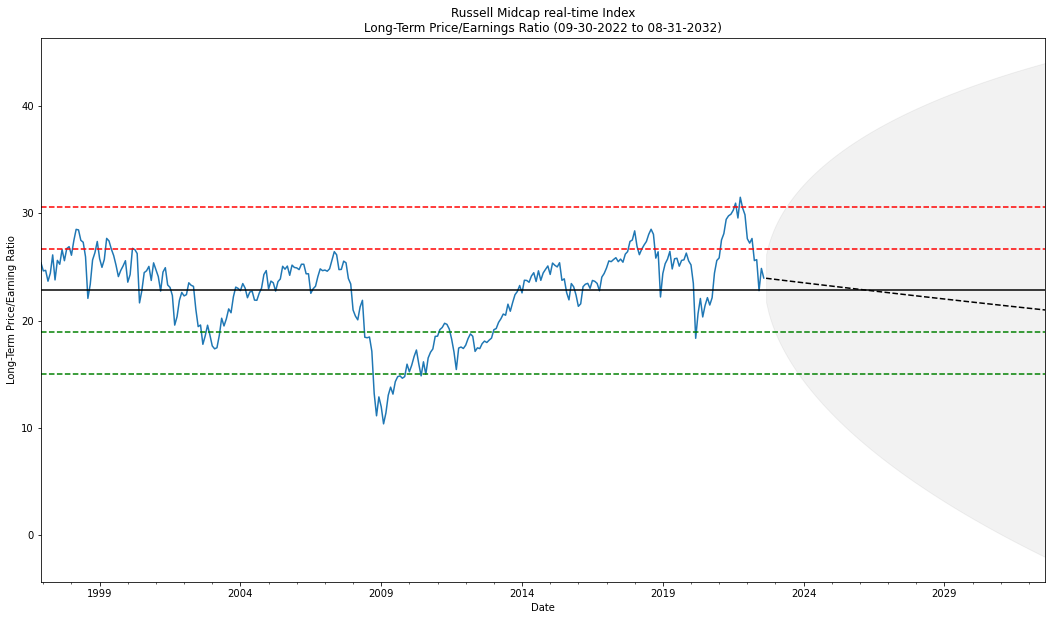 Russell Midcap real-time Index
Long-Term Price/Earnings Ratio (09-30-2022 to 08-31-2032)
Long-Term Price/Earning Ratio
40
30
20
10
0
1999 2004 2009 2014 2019 2024 2029
Date